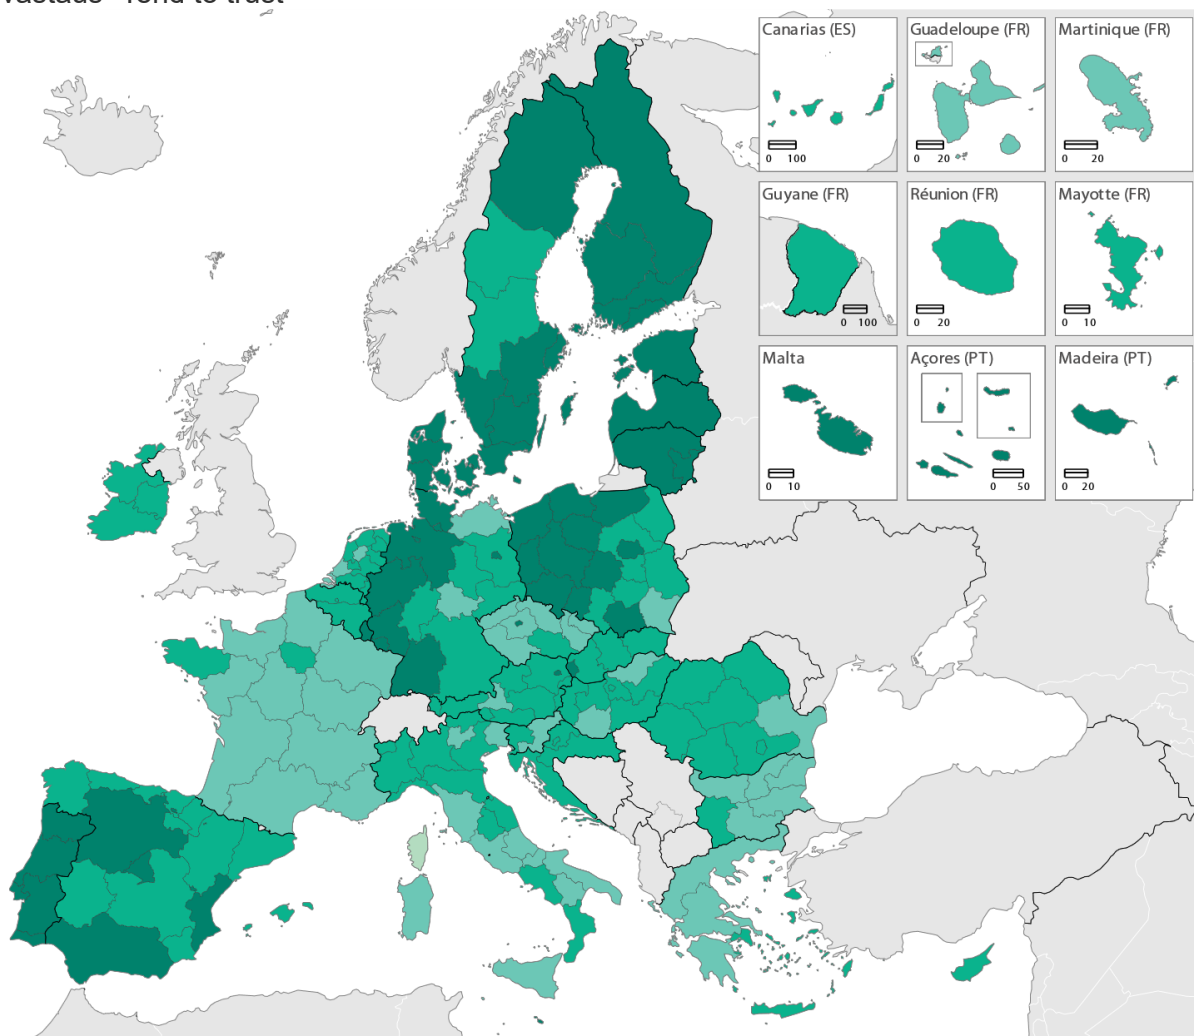 Canarias (ES)
0 100
Guadeloupe (FR)
0 20
Martinique (FR)
0 20
Guyane (FR)
0 100
Réunion (FR)
0 20
Mayotte (FR)
0 10
Malta
0 10
Açores (PT)
0 50
Madeira (PT)
0 20